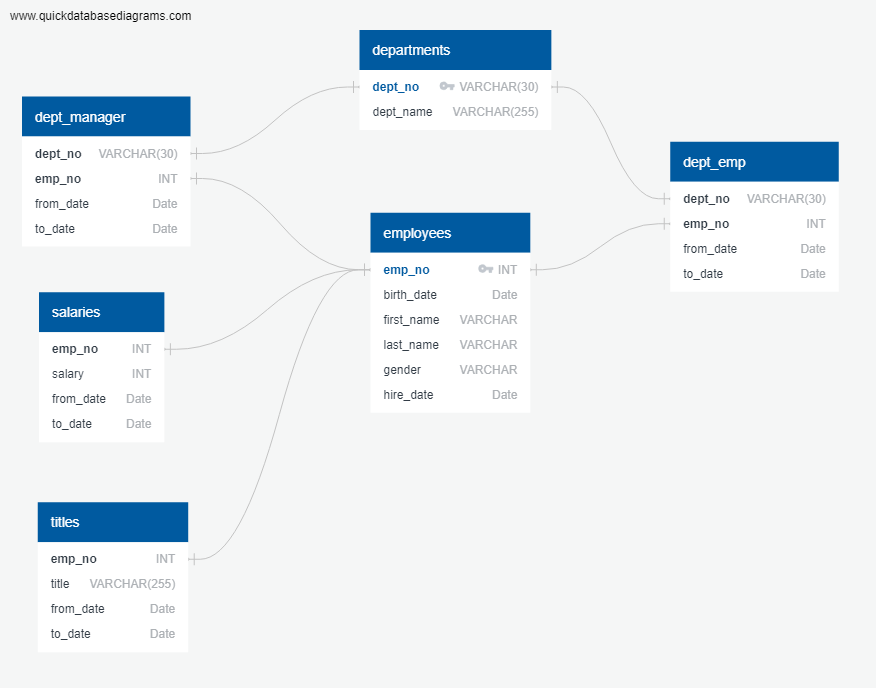 www.quickdatabasediagrams.com
departments
dept_no VARCHAR(30)
dept_name VARCHAR(255)
dept_manager
dept_no VARCHAR(30)
emp_no INT
from_date Date
to_date Date
dept_emp
dept_no VARCHAR(30)
emp_no INT
from_date Date
to_date Date
employees
emp_no INT
birth_date Date
first_name VARCHAR
last_name VARCHAR
gender VARCHAR
hire_date Date
salaries
emp_no INT
salary INT
from_date Date
to_date Date
titles
emp_no INT
title VARCHAR(255)
from_date Date
to_date Date